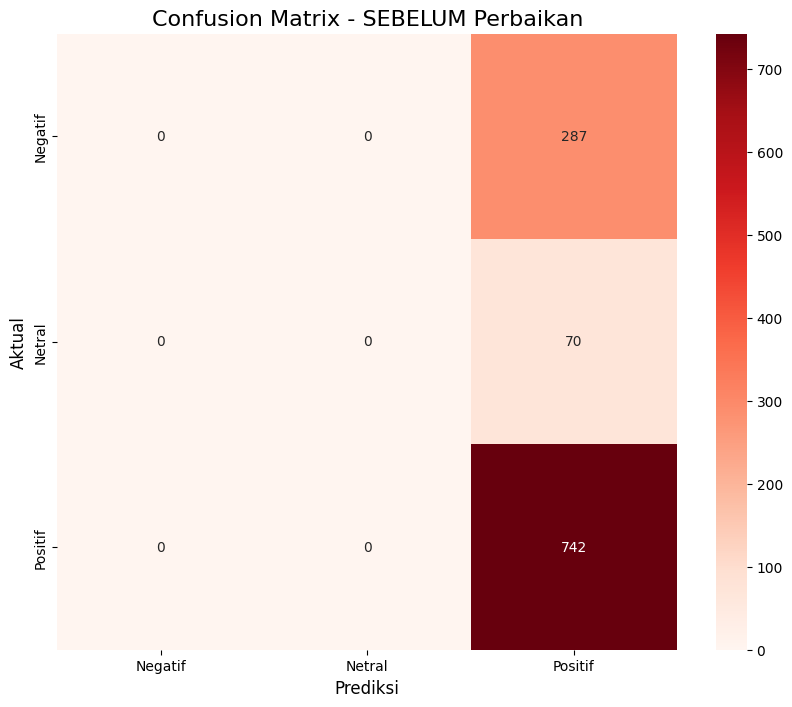 Confusion Matrix - SEBELUM Perbaikan
Aktual
Negatif
0 0 287
Netral
0 0 70
Positif
0 0 742
Negatif Netral Positif
Prediksi
700
600
500
400
300
200
100
0